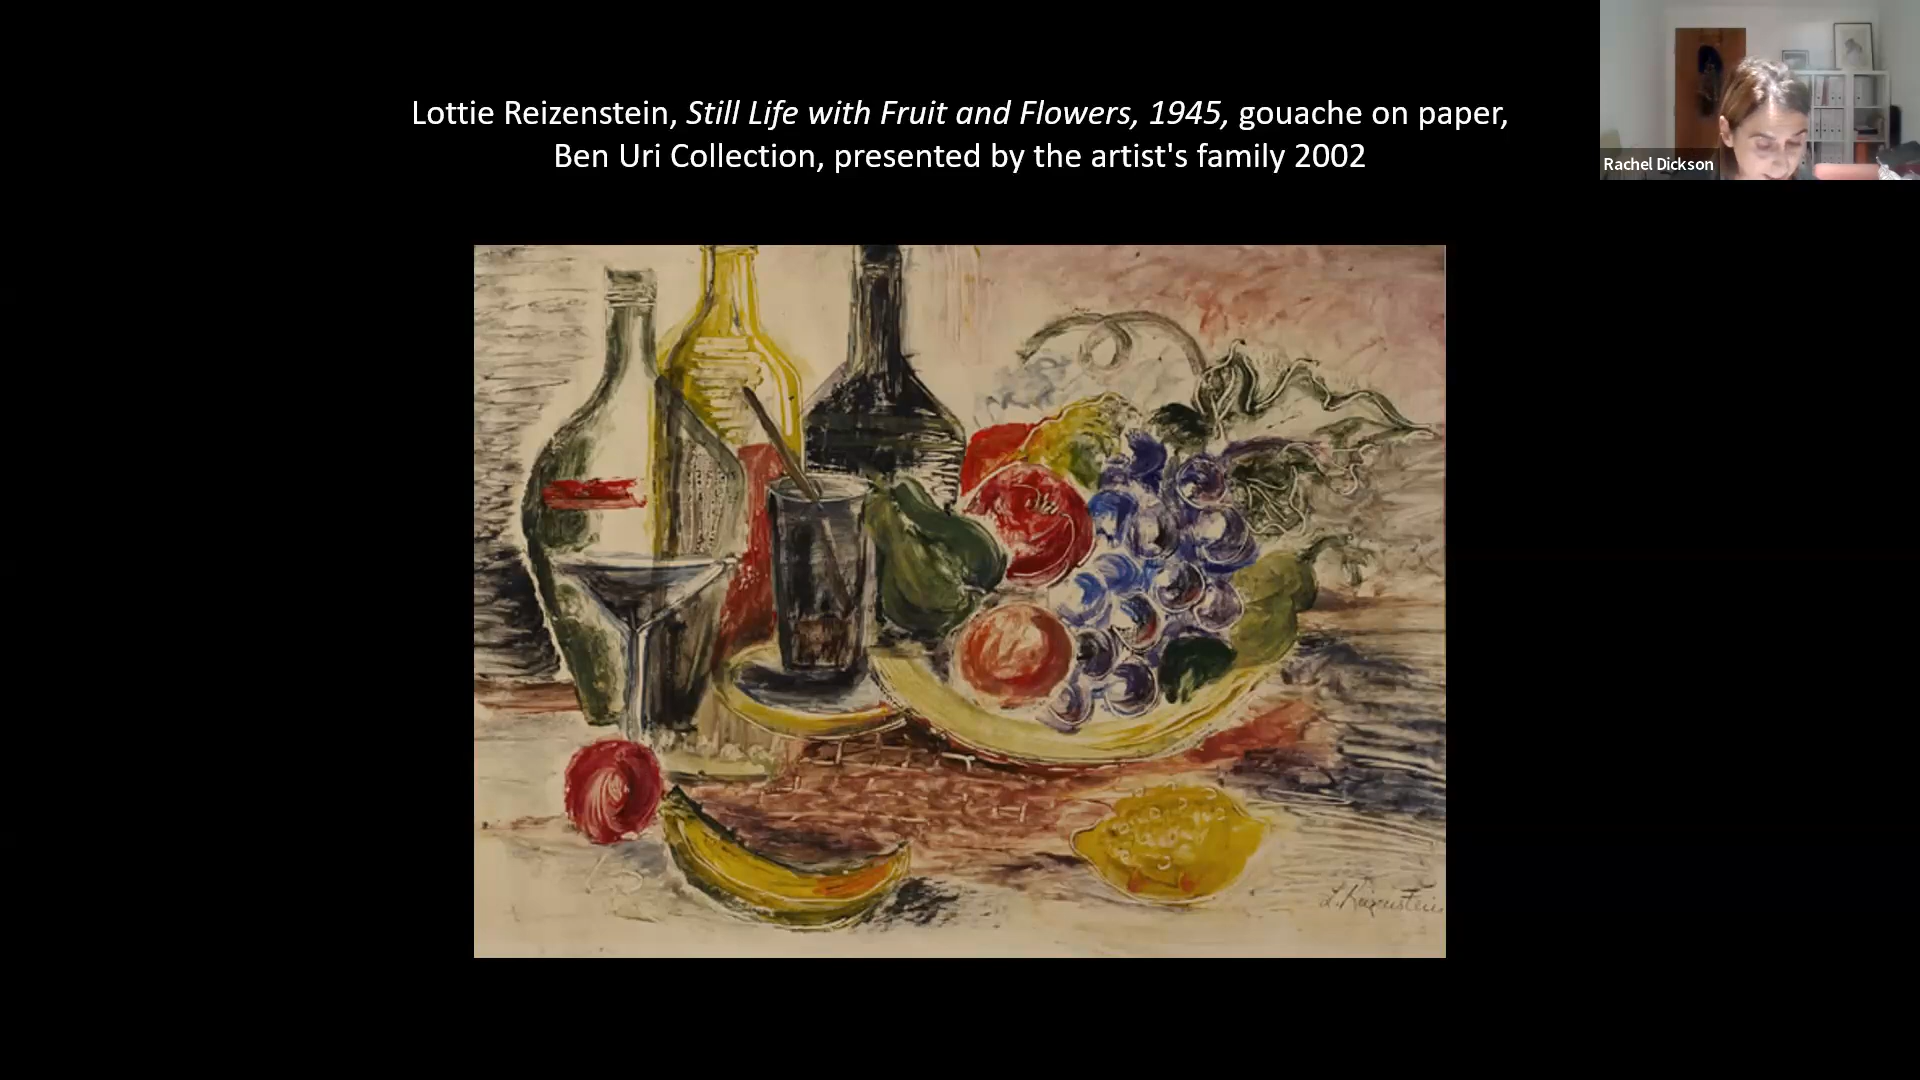 Lottie Reizenstein, Still Life with Fruit and Flowers, 1945, gouache on paper,
Ben Uri Collection, presented by the artist's family 2002
Rachel Dickson
L. Reizenstein